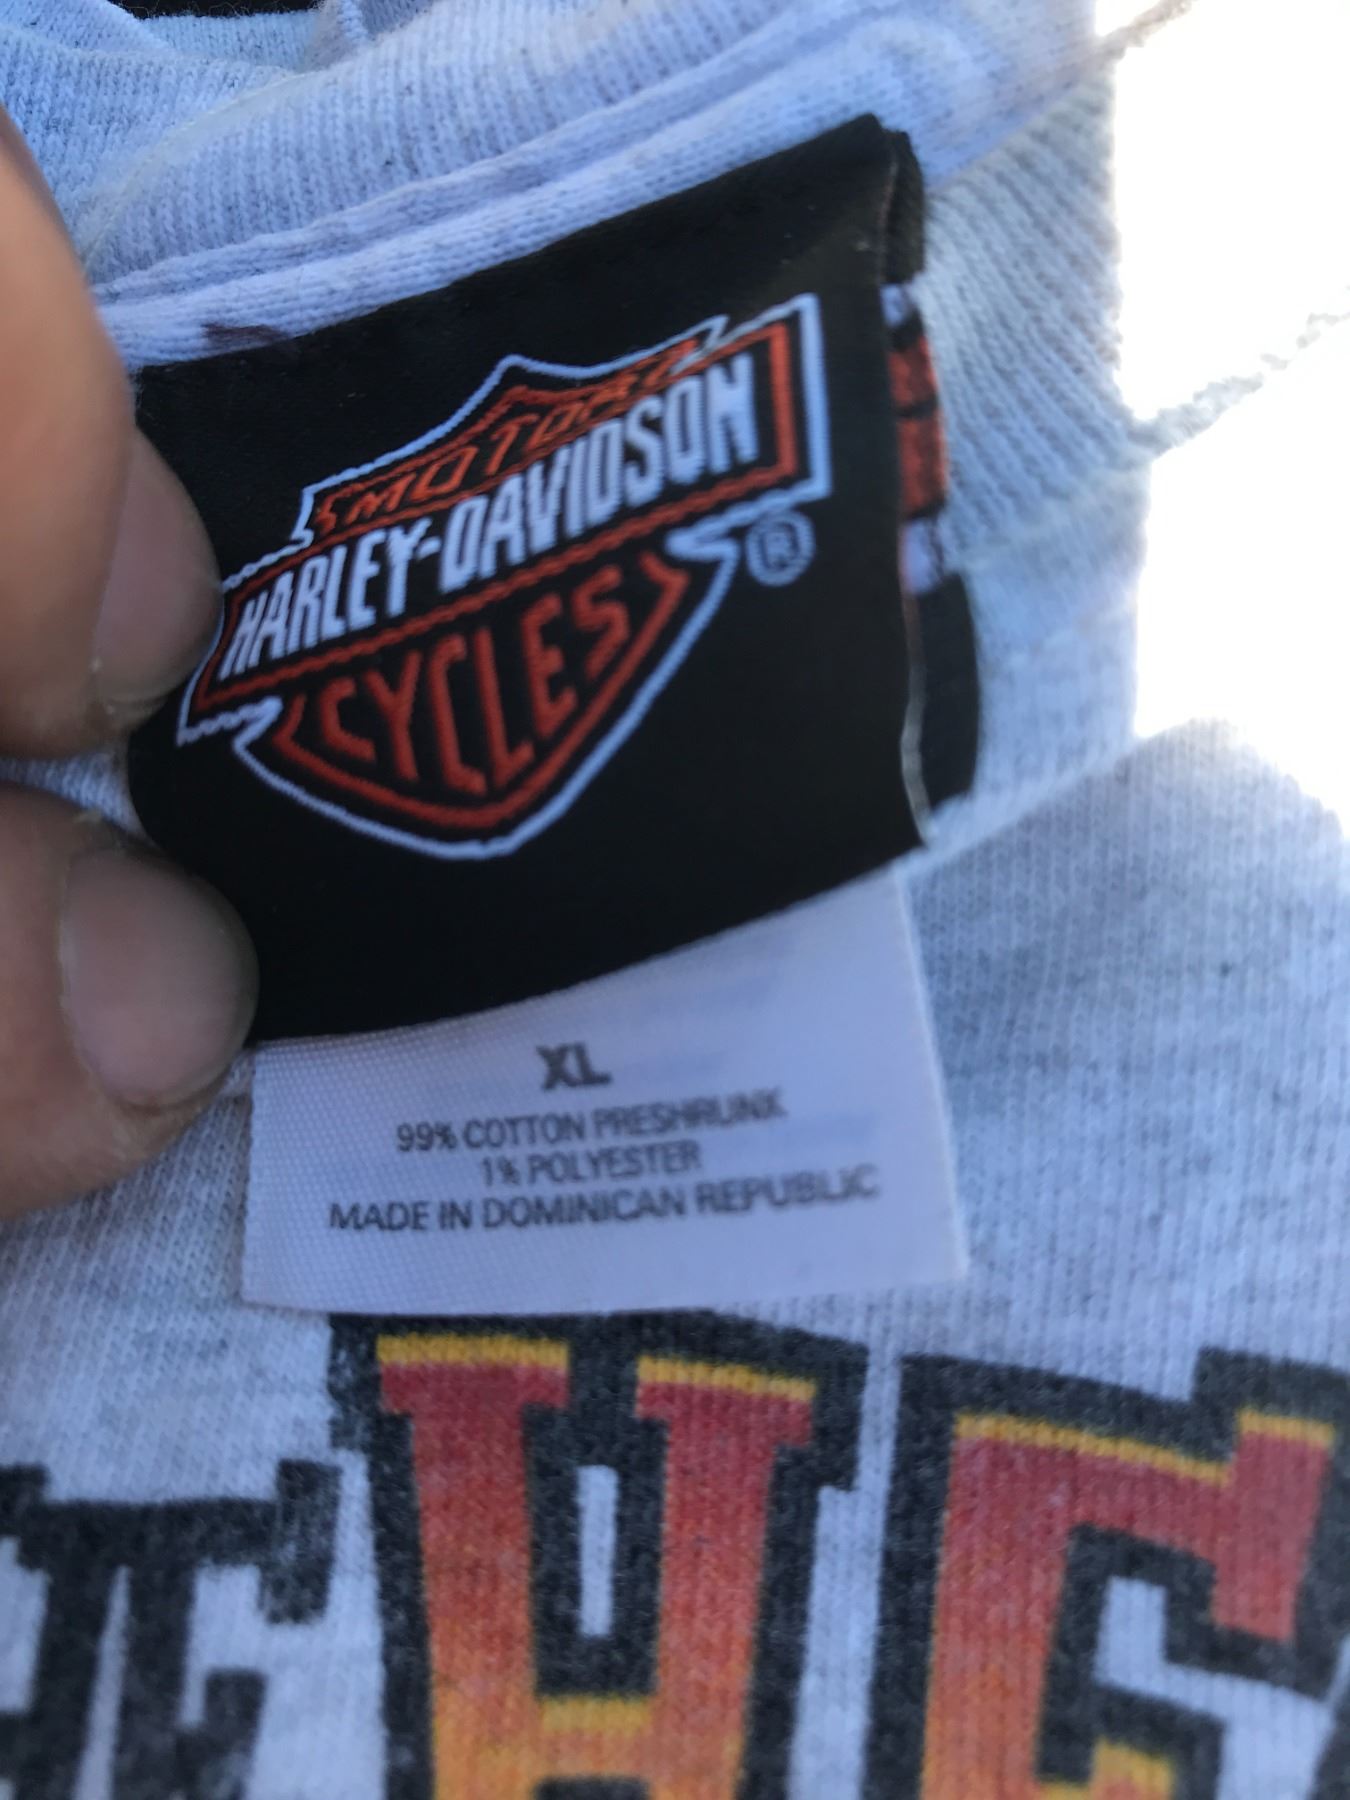 MOTOR
HARLEY-DAVIDSON
CYCLES
®
XL
99% COTTON PRESHRUNK
1% POLYESTER
MADE IN DOMINICAN REPUBLIC